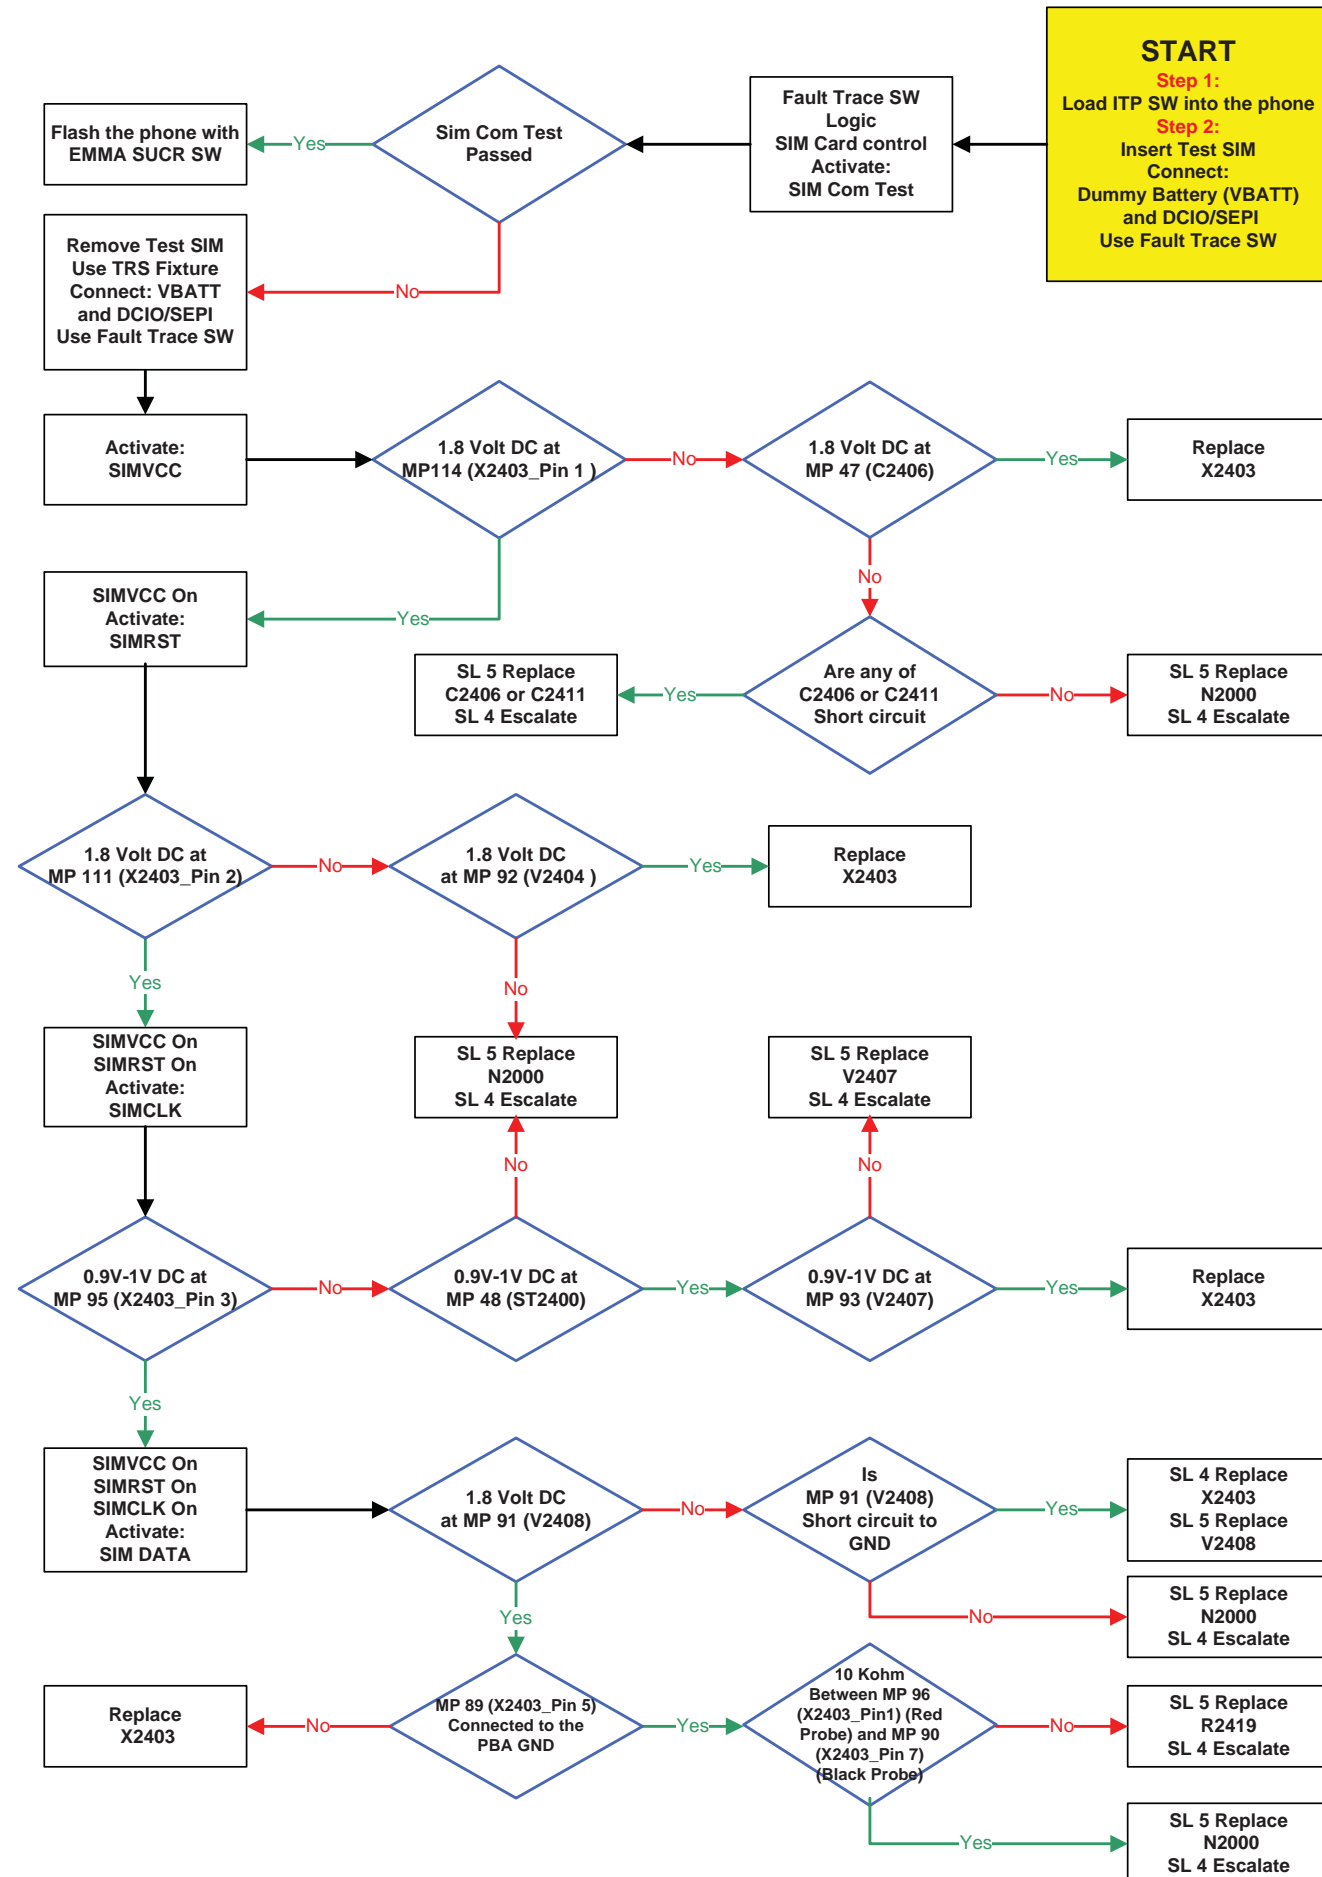 START
Step 1:
Load ITP SW into the phone
Step 2:
Insert Test SIM
Connect:
Dummy Battery (VBATT)
and DCIO/SEPI
Use Fault Trace SW
Fault Trace SW
Logic
SIM Card control
Activate:
SIM Com Test
Sim Com Test
Passed
Yes
Flash the phone with
EMMA SUCR SW
No
Remove Test SIM
Use TRS Fixture
Connect: VBATT
and DCIO/SEPI
Use Fault Trace SW
Activate:
SIMVCC
1.8 Volt DC at
MP114 (X2403_Pin 1 )
No
1.8 Volt DC at
MP 47 (C2406)
Yes
Replace
X2403
No
Yes
SIMVCC On
Activate:
SIMRST
Are any of
C2406 or C2411
Short circuit
Yes
SL 5 Replace
C2406 or C2411
SL 4 Escalate
No
SL 5 Replace
N2000
SL 4 Escalate
1.8 Volt DC at
MP 111 (X2403_Pin 2)
No
1.8 Volt DC
at MP 92 (V2404 )
Yes
Replace
X2403
Yes
No
SIMVCC On
SIMRST On
Activate:
SIMCLK
SL 5 Replace
N2000
SL 4 Escalate
SL 5 Replace
V2407
SL 4 Escalate
No
No
0.9V-1V DC at
MP 95 (X2403_Pin 3)
No
0.9V-1V DC at
MP 48 (ST2400)
Yes
0.9V-1V DC at
MP 93 (V2407)
Yes
Replace
X2403
Yes
SIMVCC On
SIMRST On
SIMCLK On
Activate:
SIM DATA
1.8 Volt DC
at MP 91 (V2408)
No
Is
MP 91 (V2408)
Short circuit to
GND
Yes
SL 4 Replace
X2403
SL 5 Replace
V2408
No
SL 5 Replace
N2000
SL 4 Escalate
Yes
MP 89 (X2403_Pin 5)
Connected to the
PBA GND
No
Replace
X2403
Yes
10 Kohm
Between MP 96
(X2403_Pin1) (Red
Probe) and MP 90
(X2403_Pin 7)
(Black Probe)
No
SL 5 Replace
R2419
SL 4 Escalate
Yes
SL 5 Replace
N2000
SL 4 Escalate